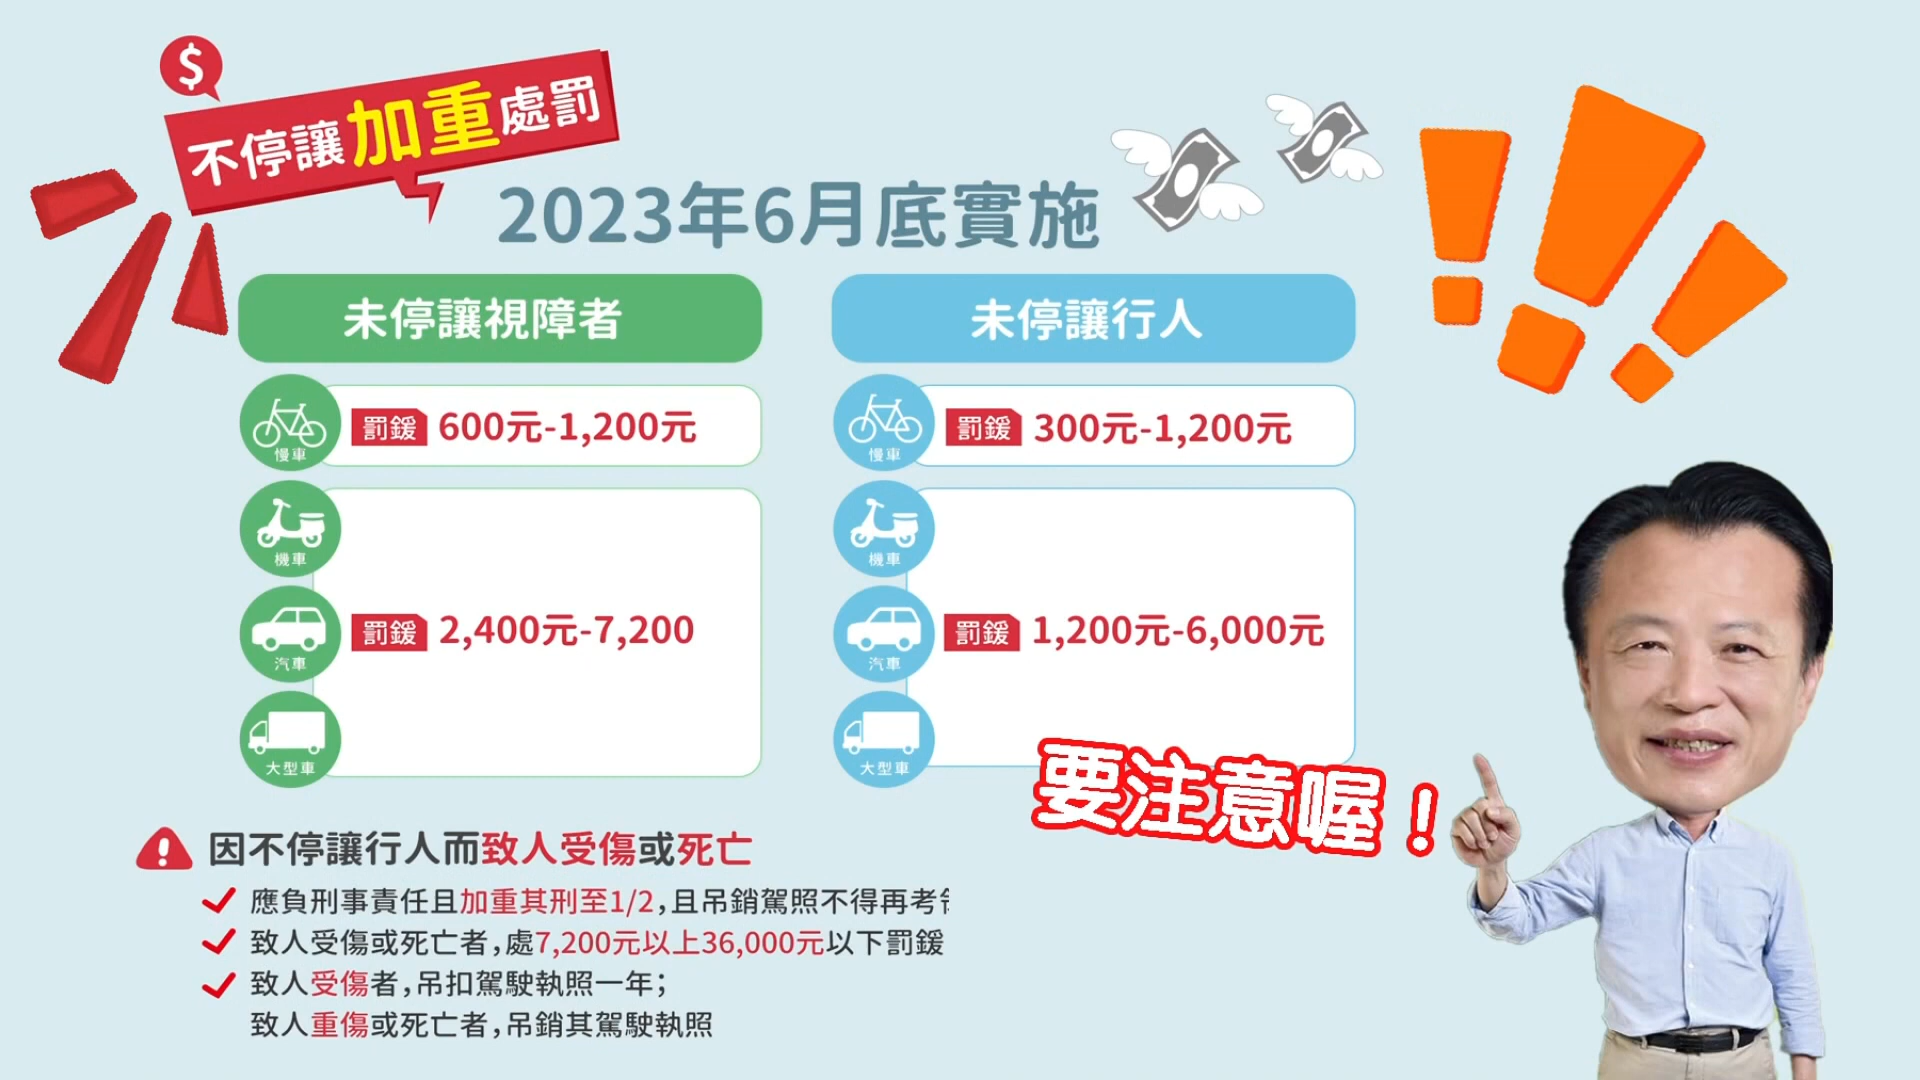 $
不停讓加重處罰
2023年6月底實施
未停讓視障者
慢車
罰鍰 600元-1,200元
機車
汽車
罰鍰 2,400元-7,200
大型車
未停讓行人
慢車
罰鍰 300元-1,200元
機車
汽車
罰鍰 1,200元-6,000元
大型車
要注意喔!
因不停讓行人而致人受傷或死亡
應負刑事責任且加重其刑至1/2,且吊銷駕照不得再考
致人受傷或死亡者,處7,200元以上36,000元以下罰鍰
致人受傷者,吊扣駕駛執照一年;
致人重傷或死亡者,吊銷其駕駛執照